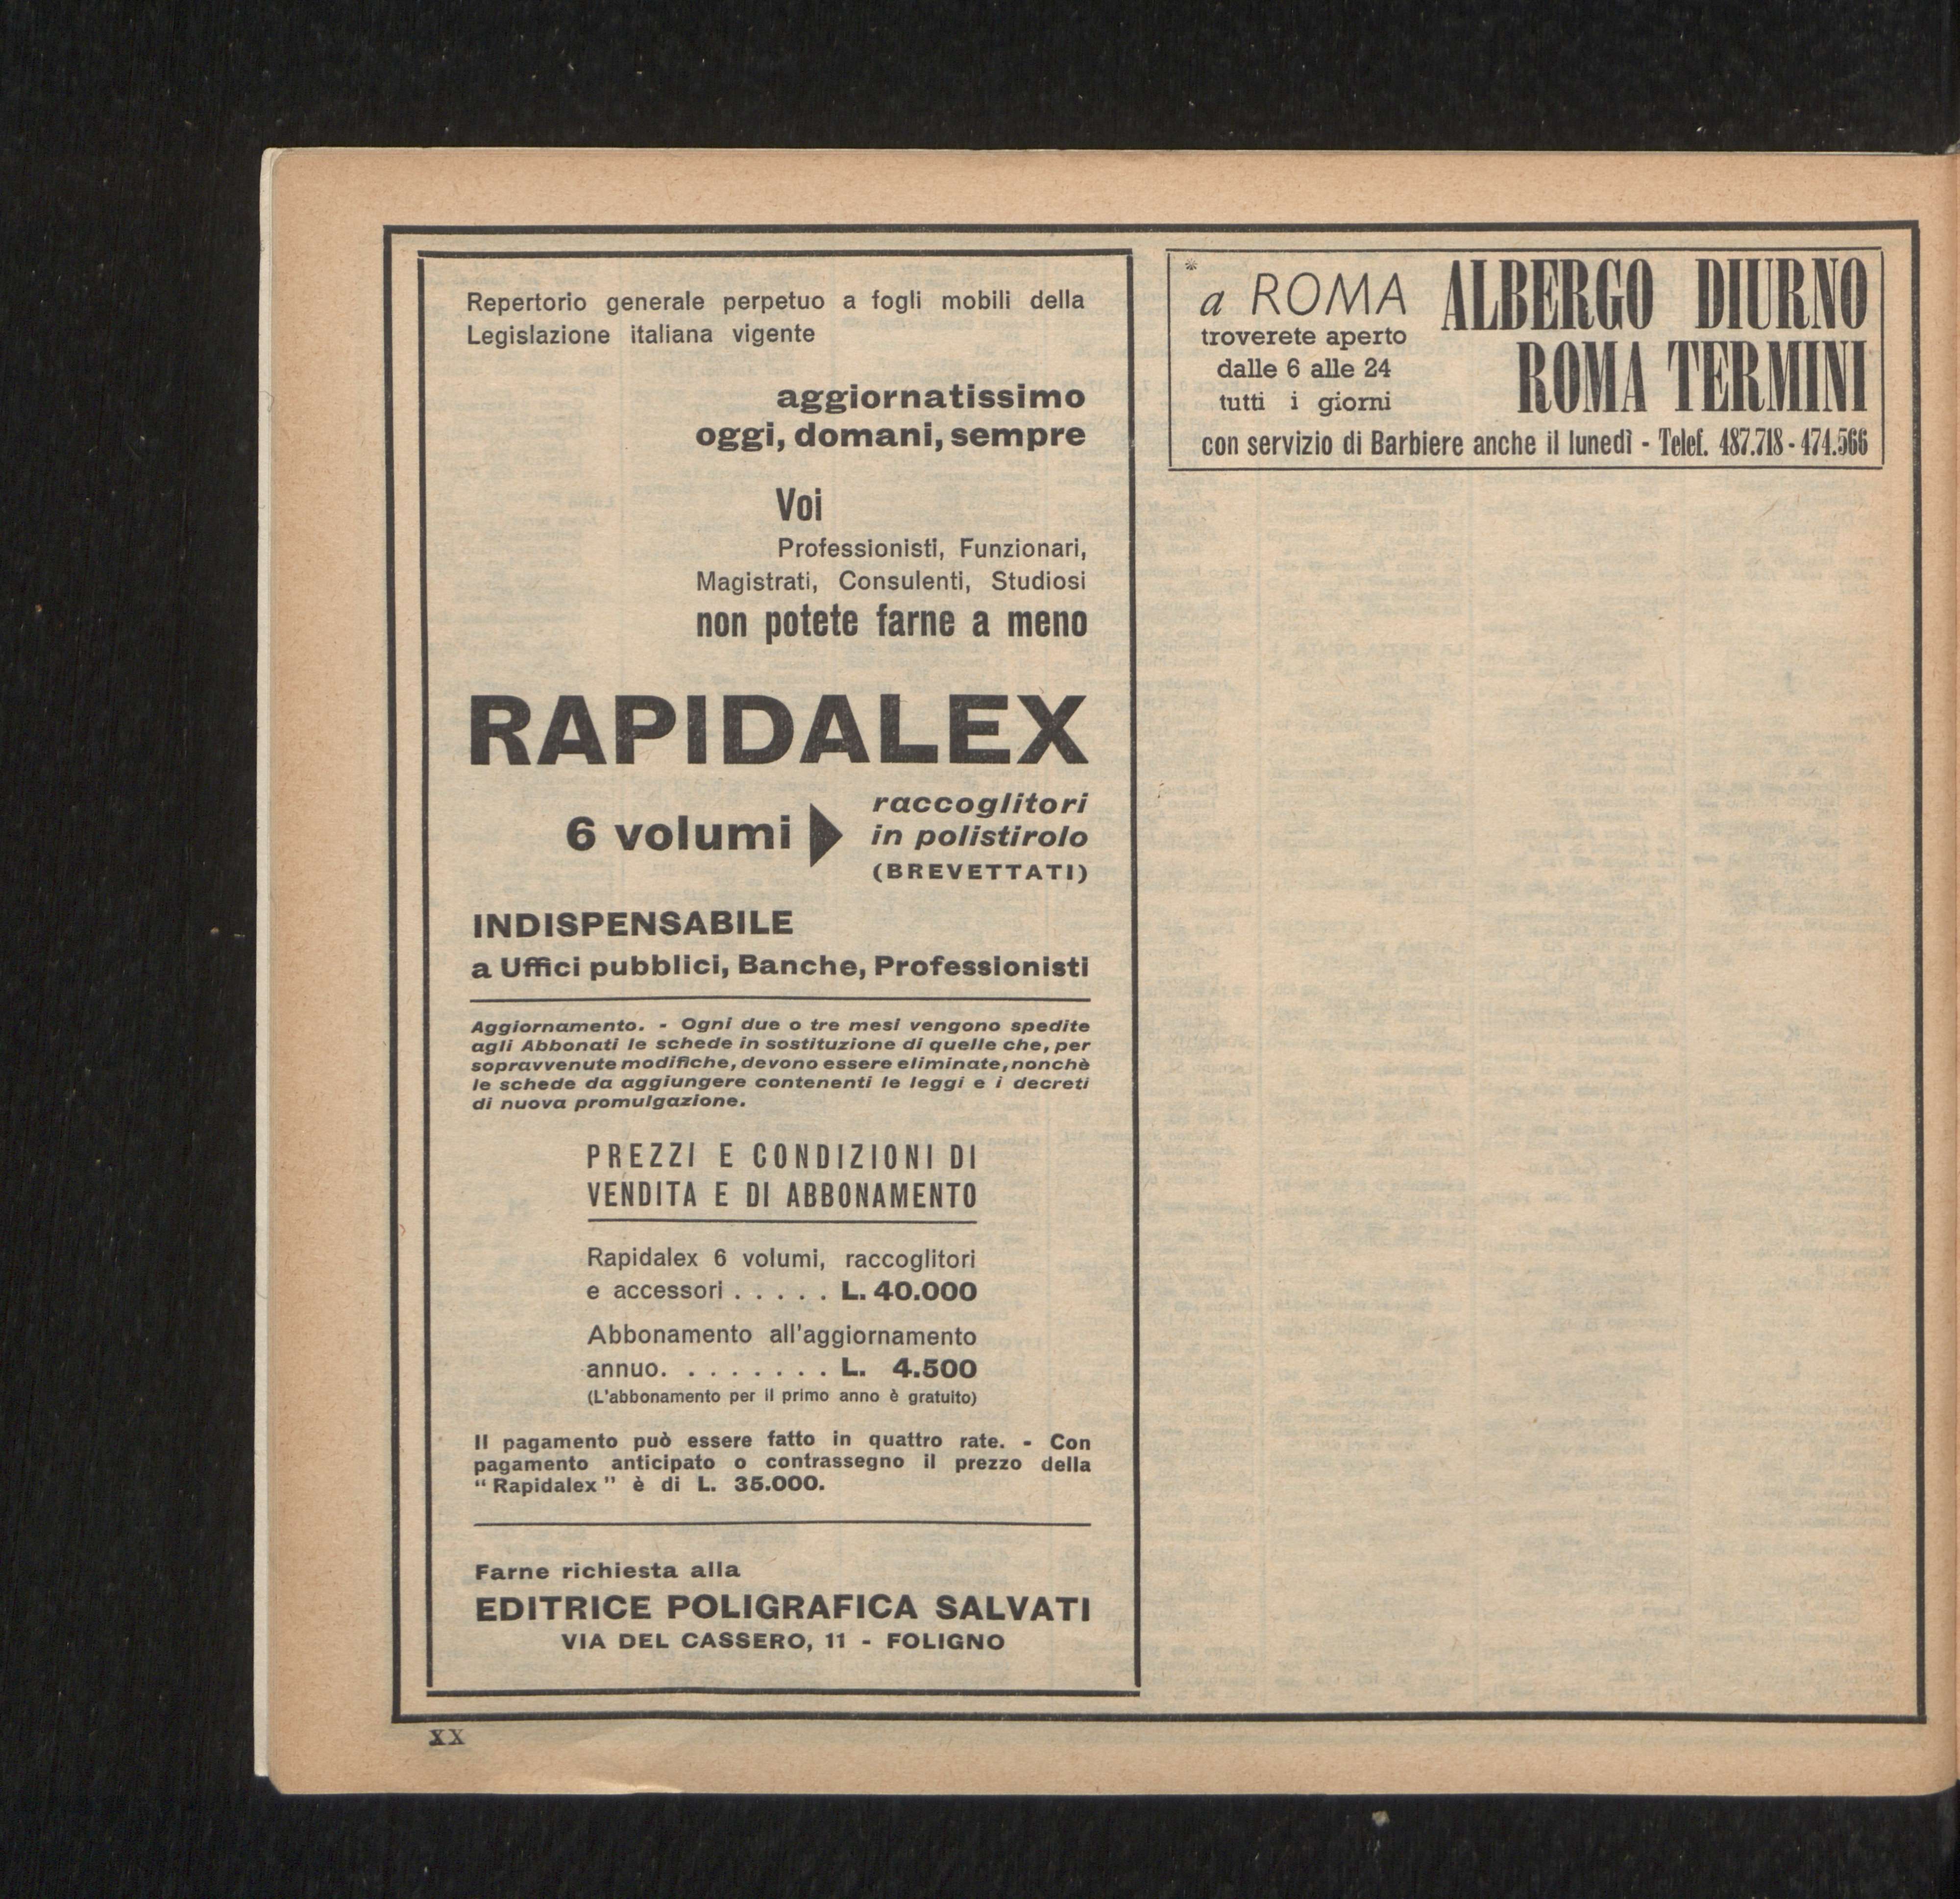 Repertorio generale perpetuo a fogli mobili della
Legislazione italiana vigente
aggiornatissimo
oggi, domani, sempre
Voi
Professionisti, Funzionari,
Magistrati, Consulenti, Studiosi
non potete farne a meno
RAPIDALEX
6 volumi
raccoglitori
in polistirolo
(BREVETTATI)
INDISPENSABILE
a Uffici pubblici, Banche, Professionisti
Aggiornamento. - Ogni due o tre mesi vengono spedite
agli Abbonati le schede in sostituzione di quelle che, per
sopravvenute modifiche, devono essere eliminate, nonchè
le schede da aggiungere contenenti le leggi e i decreti
di nuova promulgazione.
PREZZI E CONDIZIONI DI
VENDITA E DI ABBONAMENTO
Rapidalex 6 volumi, raccoglitori
e accessori . . . . . L. 40.000
Abbonamento all'aggiornamento
annuo. . . . . . . . L. 4.500
(L'abbonamento per il primo anno è gratuito)
Il pagamento può essere fatto in quattro rate. - Con
pagamento anticipato o contrassegno il prezzo della
“ Rapidalex ” è di L. 35.000.
Farne richiesta alla
EDITRICE POLIGRAFICA SALVATI
VIA DEL CASSERO, 11 - FOLIGNO
XX
* a ROMA
troverete aperto
dalle 6 alle 24
tutti i giorni
ALBERGO DIURNO
ROMA TERMINI
con servizio di Barbiere anche il lunedì - Telef. 487.718 - 474.566